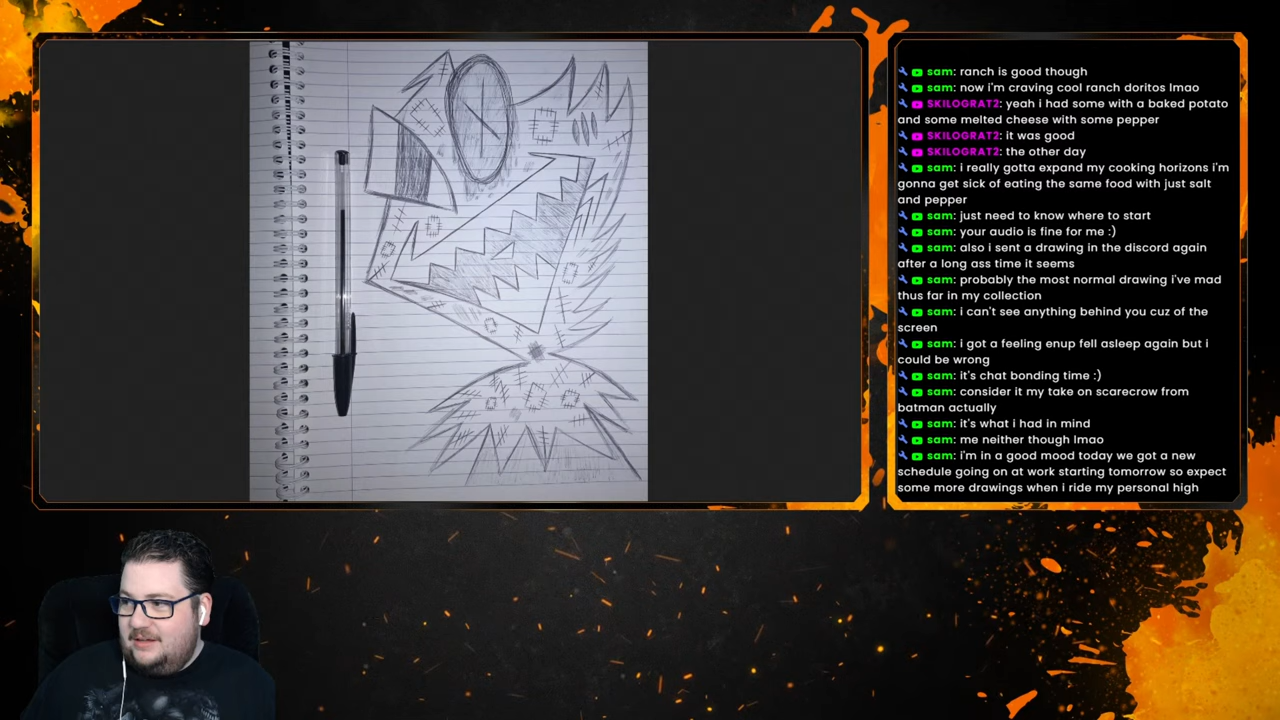 sam: ranch is good though
sam: now i'm craving cool ranch doritos lmao
SKILOGRAT2: yeah i had some with a baked potato
and some melted cheese with some pepper
SKILOGRAT2: it was good
SKILOGRAT2: the other day
sam: i really gotta expand my cooking horizons i'm
gonna get sick of eating the same food with just salt
and pepper
sam: just need to know where to start
sam: your audio is fine for me :)
sam: also i sent a drawing in the discord again
after a long ass time it seems
sam: probably the most normal drawing i've mad
thus far in my collection
sam: i can't see anything behind you cuz of the
screen
sam: i got a feeling enup fell asleep again but i
could be wrong
sam: it's chat bonding time :)
sam: consider it my take on scarecrow from
batman actually
sam: it's what i had in mind
sam: me neither though lmao
sam: i'm in a good mood today we got a new
schedule going on at work starting tomorrow so expect
some more drawings when i ride my personal high